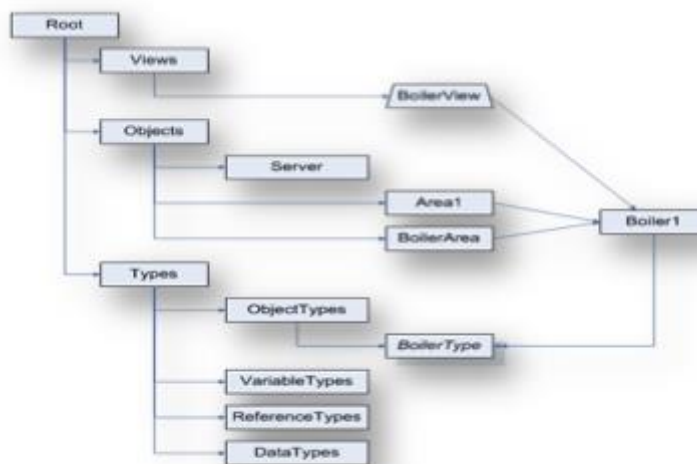 Root
Views
BoilerView
Objects
Server
Area1
Boiler1
BoilerArea
Types
ObjectTypes
BoilerType
VariableTypes
ReferenceTypes
DataTypes